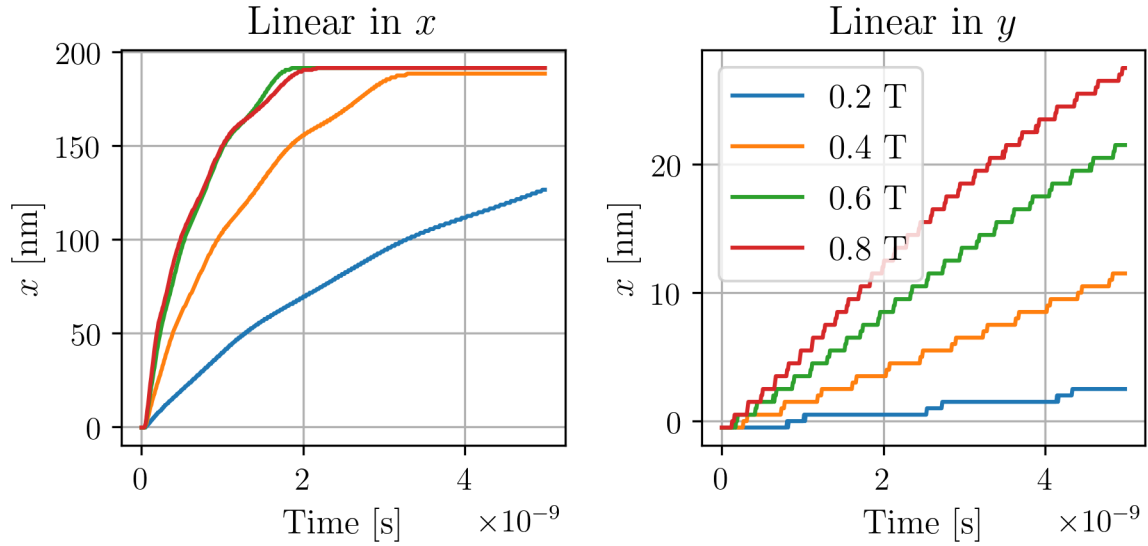 Linear in x
x [nm]
200
150
100
50
0
0
2
4
Time [s]
×10⁻⁹
Linear in y
x [nm]
20
10
0
0.2 T
0.4 T
0.6 T
0.8 T
0
2
4
Time [s]
×10⁻⁹